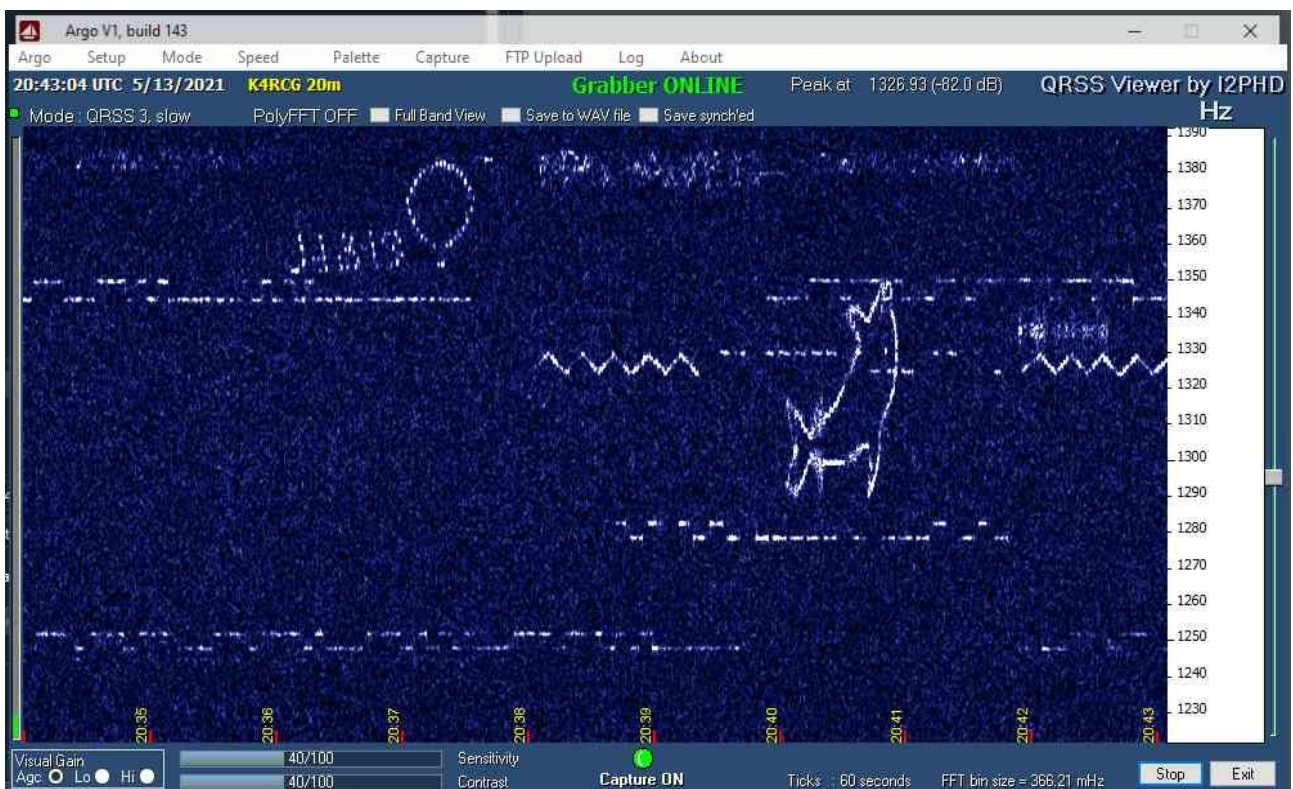 Argo V1, build 143
Argo Setup Mode Speed Palette Capture FTP Upload Log About
20:43:04 UTC 5/13/2021 K4RCG 20m Grabber ONLINE Peak at 1326.93 (-82.0 dB) QRSS Viewer by I2PHD
Mode : QRSS 3, slow PolyFFT OFF Full Band View Save to WAV file Save synch'ed Hz
1390
1380
1370
1360
1350
1340
1330
1320
1310
1300
1290
1280
1270
1260
1250
1240
1230
20:35 20:36 20:37 20:38 20:39 20:40 20:41 20:42 20:43
Visual Gain 40/100 Sensitivity
Agc Lo Hi 40/100 Contrast Capture ON Ticks : 60 seconds FFT bin size = 366.21 mHz Stop Exit